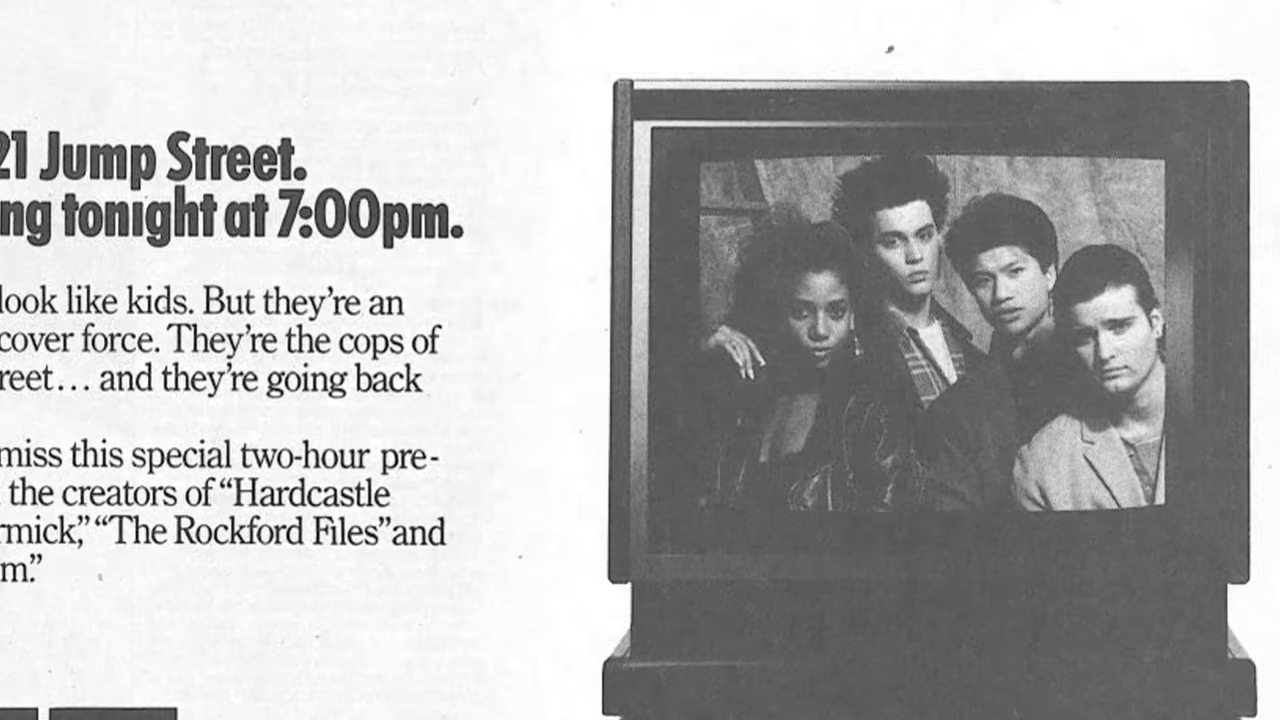 21 Jump Street.
ng tonight at 7:00pm.
look like kids. But they’re an
cover force. They’re the cops of
reet... and they’re going back
miss this special two-hour pre-
the creators of “Hardcastle
rmick,” “The Rockford Files” and
m.”